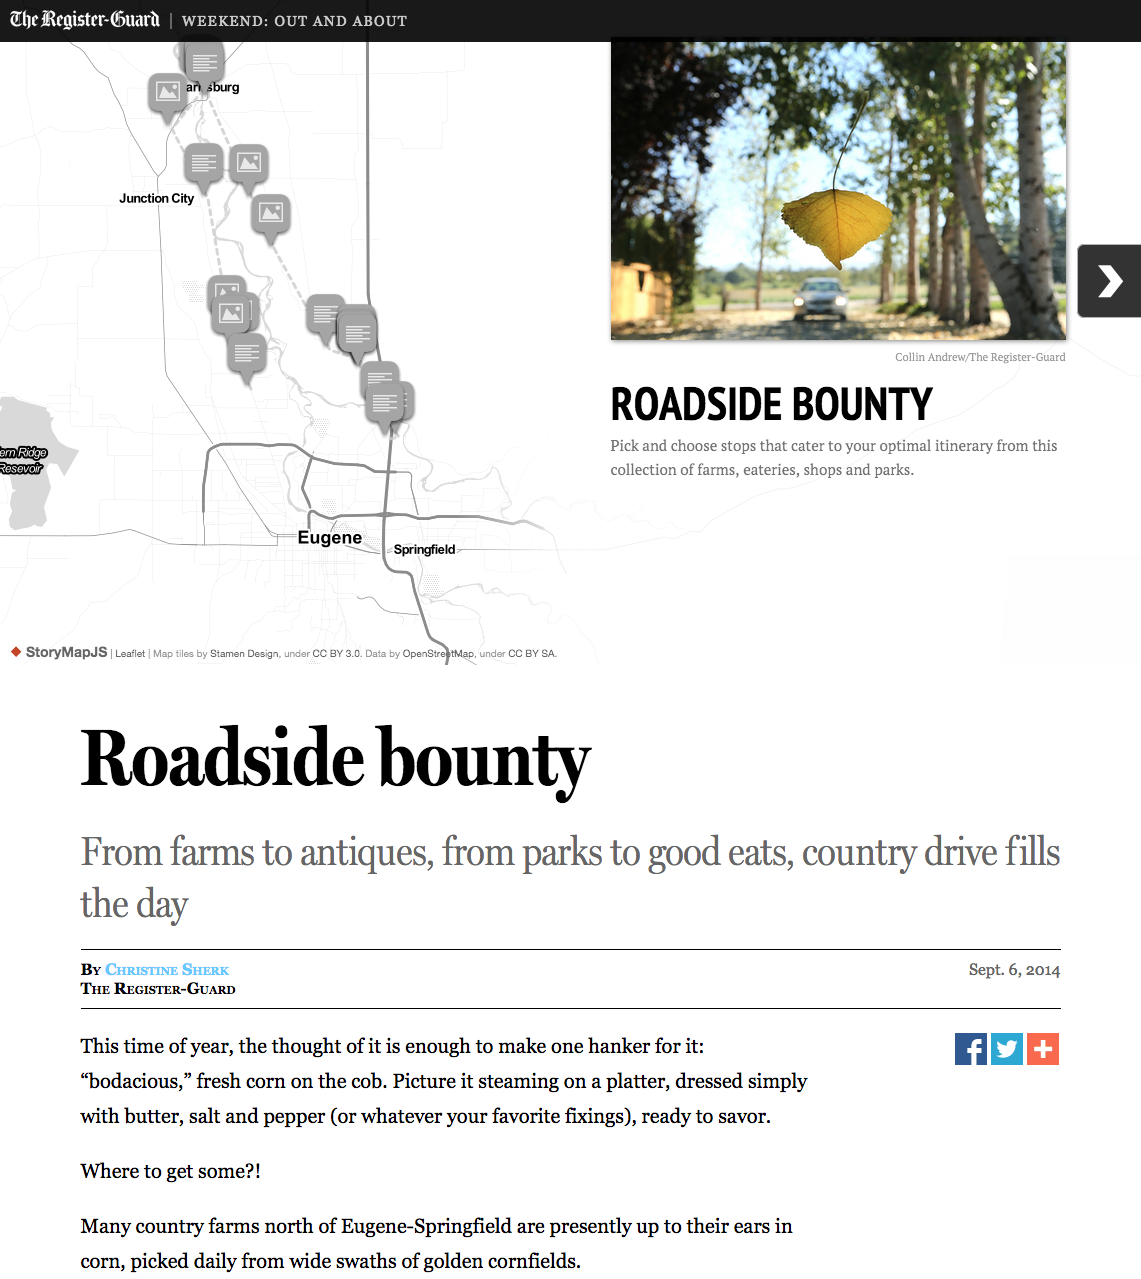 The Register-Guard | WEEKEND: OUT AND ABOUT
Junction City
ern Ridge
Resevoir
Eugene
Springfield
StoryMapJS | Leaflet | Map tiles by Stamen Design, under CC BY 3.0. Data by OpenStreetMap, under CC BY SA.
Collin Andrew/The Register-Guard
ROADSIDE BOUNTY
Pick and choose stops that cater to your optimal itinerary from this
collection of farms, eateries, shops and parks.
Roadside bounty
From farms to antiques, from parks to good eats, country drive fills
the day
By Christine Sherk
The Register-Guard
Sept. 6, 2014
This time of year, the thought of it is enough to make one hanker for it:
“bodacious,” fresh corn on the cob. Picture it steaming on a platter, dressed simply
with butter, salt and pepper (or whatever your favorite fixings), ready to savor.
Where to get some?!
Many country farms north of Eugene-Springfield are presently up to their ears in
corn, picked daily from wide swaths of golden cornfields.